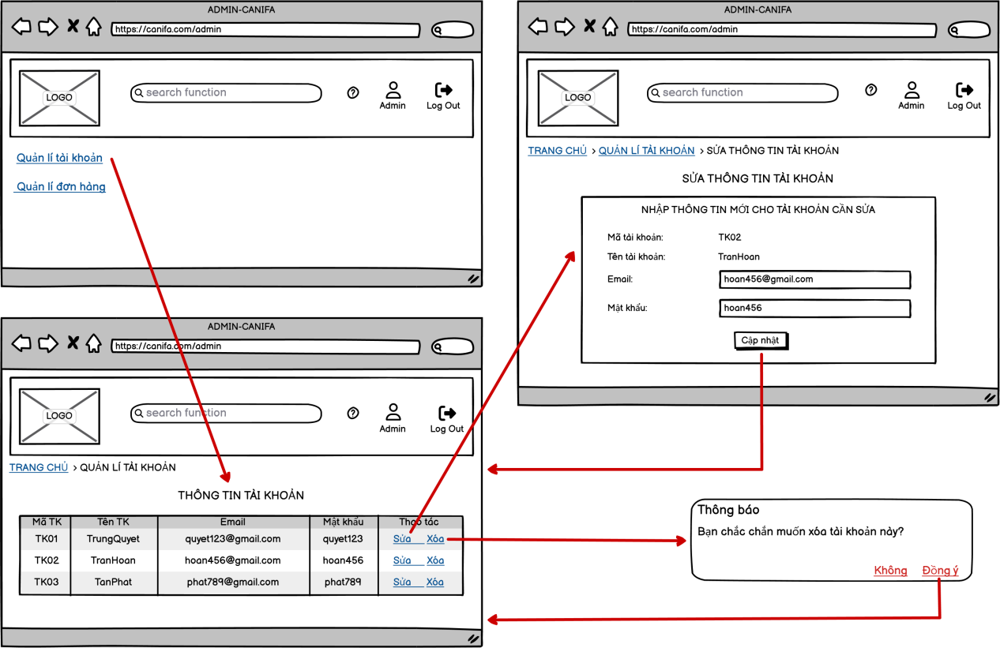 ADMIN-CANIFA
https://canifa.com/admin
LOGO
search function
Admin
Log Out
Quản lí tài khoản
Quản lí đơn hàng
ADMIN-CANIFA
https://canifa.com/admin
LOGO
search function
Admin
Log Out
TRANG CHỦ > QUẢN LÍ TÀI KHOẢN > SỬA THÔNG TIN TÀI KHOẢN
SỬA THÔNG TIN TÀI KHOẢN
NHẬP THÔNG TIN MỚI CHO TÀI KHOẢN CẦN SỬA
Mã tài khoản: TK02
Tên tài khoản: TranHoan
Email: hoan456@gmail.com
Mật khẩu: hoan456
Cập nhật
ADMIN-CANIFA
https://canifa.com/admin
LOGO
search function
Admin
Log Out
TRANG CHỦ > QUẢN LÍ TÀI KHOẢN
THÔNG TIN TÀI KHOẢN
Mã TK Tên TK Email Mật khẩu Thao tác
TK01 TrungQuyet quyet123@gmail.com quyet123 Sửa Xóa
TK02 TranHoan hoan456@gmail.com hoan456 Sửa Xóa
TK03 TanPhat phat789@gmail.com phat789 Sửa Xóa
Thông báo
Bạn chắc chắn muốn xóa tài khoản này?
Không Đồng ý